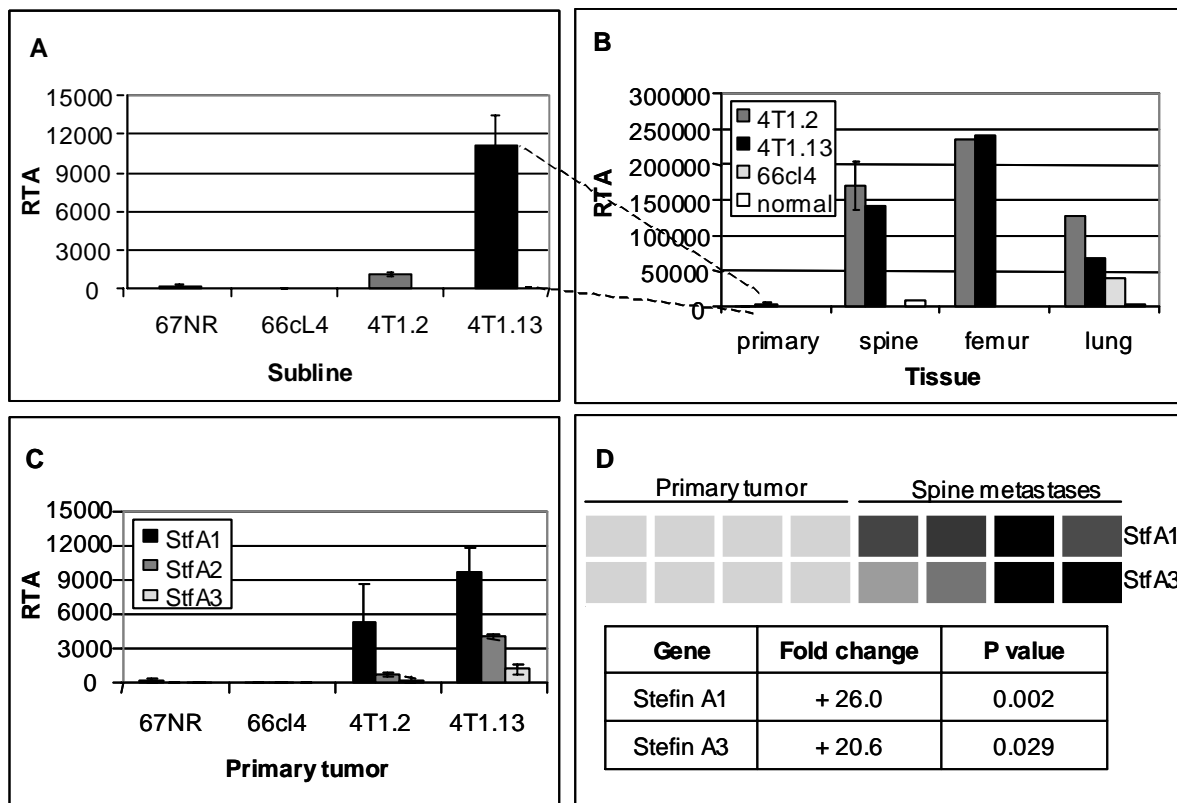 A
15000
12000
9000
6000
3000
0
RTA
67NR 66cL4 4T1.2 4T1.13
Subline
B
300000
250000
200000
150000
100000
50000
0
RTA
4T1.2
4T1.13
66cl4
normal
primary spine femur lung
Tissue
C
15000
12000
9000
6000
3000
0
RTA
StfA1
StfA2
StfA3
67NR 66cl4 4T1.2 4T1.13
Primary tumor
D
Primary tumor Spine metastases
StfA1
StfA3
Gene Fold change P value
Stefin A1 + 26.0 0.002
Stefin A3 + 20.6 0.029